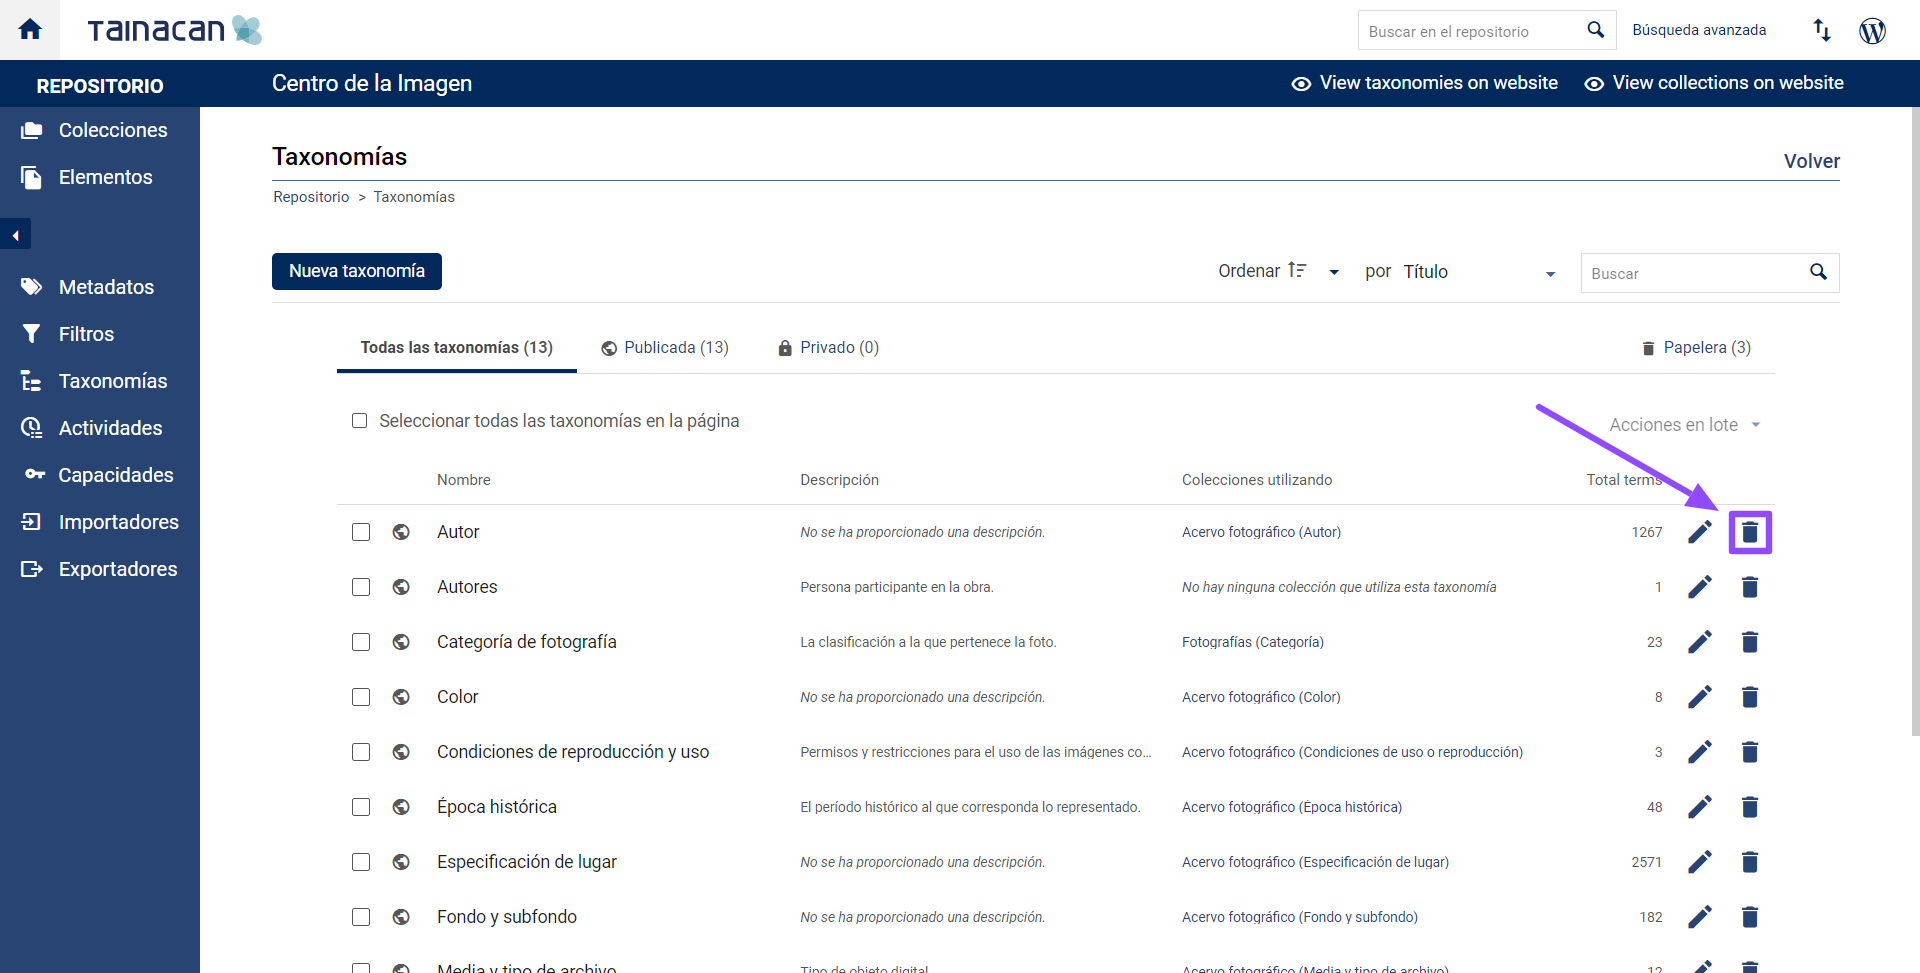 TAINACAN
Buscar en el repositorio
Búsqueda avanzada
REPOSITORIO
Centro de la Imagen
View taxonomies on website
View collections on website
Colecciones
Elementos
Metadatos
Filtros
Taxonomías
Actividades
Capacidades
Importadores
Exportadores
Taxonomías
Volver
Repositorio > Taxonomías
Nueva taxonomía
Ordenar
por Título
Buscar
Todas las taxonomías (13)
Publicada (13)
Privado (0)
Papelera (3)
Seleccionar todas las taxonomías en la página
Acciones en lote
Nombre Descripción Colecciones utilizando Total terms
Autor No se ha proporcionado una descripción. Acervo fotográfico (Autor) 1267
Autores Persona participante en la obra. No hay ninguna colección que utiliza esta taxonomía 1
Categoría de fotografía La clasificación a la que pertenece la foto. Fotografías (Categoría) 23
Color No se ha proporcionado una descripción. Acervo fotográfico (Color) 8
Condiciones de reproducción y uso Permisos y restricciones para el uso de las imágenes co... Acervo fotográfico (Condiciones de uso o reproducción) 3
Época histórica El período histórico al que corresponda lo representado. Acervo fotográfico (Época histórica) 48
Especificación de lugar No se ha proporcionado una descripción. Acervo fotográfico (Especificación de lugar) 2571
Fondo y subfondo No se ha proporcionado una descripción. Acervo fotográfico (Fondo y subfondo) 182
Media y tipo de archivo Tipo de objeto digital. Acervo fotográfico (Media y tipo de archivo) 12